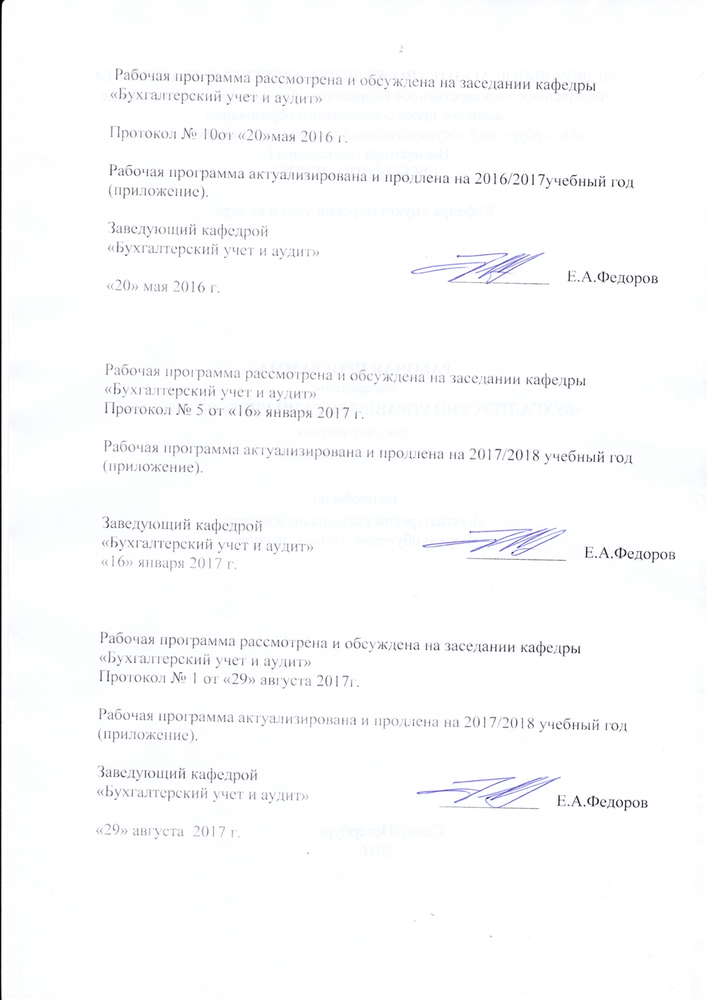 2
Рабочая программа рассмотрена и обсуждена на заседании кафедры
«Бухгалтерский учет и аудит»
Протокол № 10от «20»мая 2016 г.
Рабочая программа актуализирована и продлена на 2016/2017учебный год
(приложение).
Заведующий кафедрой
«Бухгалтерский учет и аудит»
Е.А.Федоров
«20» мая 2016 г.
Рабочая программа рассмотрена и обсуждена на заседании кафедры
«Бухгалтерский учет и аудит»
Протокол № 5 от «16» января 2017 г.
Рабочая программа актуализирована и продлена на 2017/2018 учебный год
(приложение).
Заведующий кафедрой
«Бухгалтерский учет и аудит»
Е.А.Федоров
«16» января 2017 г.
Рабочая программа рассмотрена и обсуждена на заседании кафедры
«Бухгалтерский учет и аудит»
Протокол № 1 от «29» августа 2017г.
Рабочая программа актуализирована и продлена на 2017/2018 учебный год
(приложение).
Заведующий кафедрой
«Бухгалтерский учет и аудит»
Е.А.Федоров
«29» августа  2017 г.